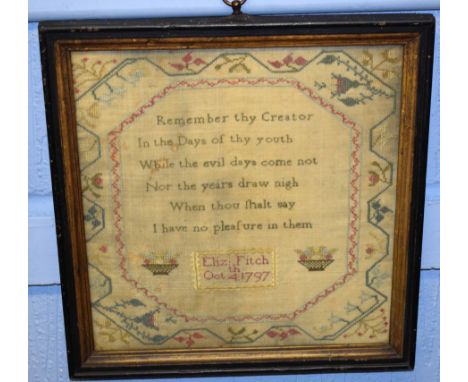 Remember thy Creator
In the Days of thy youth
While the evil days come not
Nor the years draw nigh
When thou ſhalt say
I have no pleaſure in them
Eliz Fitch
Oct 4th 1797